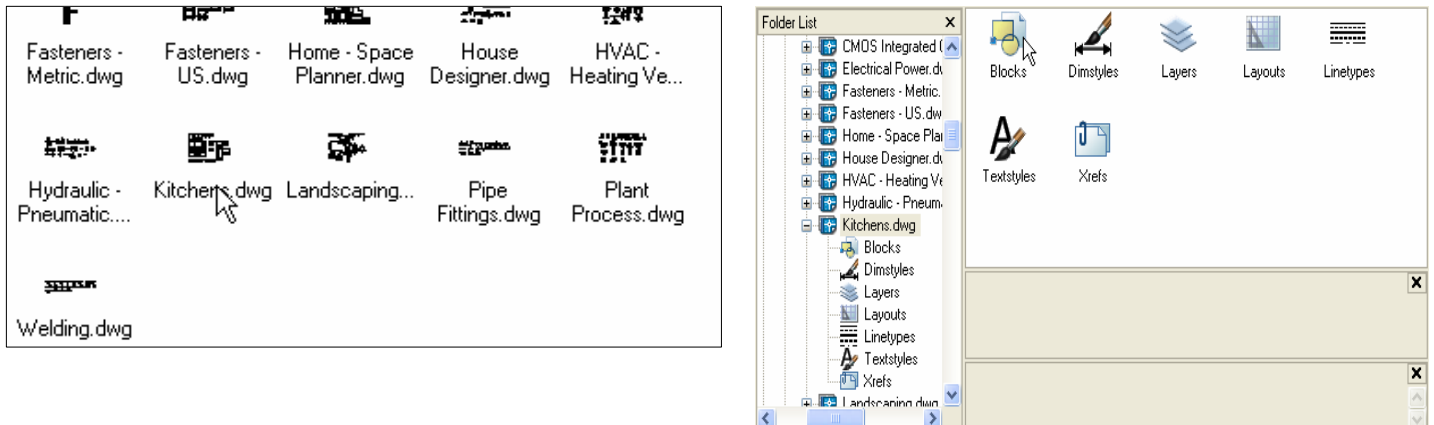 Fasteners - Metric.dwg
Fasteners - US.dwg
Home - Space Planner.dwg
House Designer.dwg
HVAC - Heating Ve...
Hydraulic - Pneumatic....
Kitchens.dwg
Landscaping...
Pipe Fittings.dwg
Plant Process.dwg
Welding.dwg
Folder List
CMOS Integrated (
Electrical Power.dw
Fasteners - Metric.
Fasteners - US.dw
Home - Space Plan
House Designer.dw
HVAC - Heating Ve
Hydraulic - Pneum
Kitchens.dwg
Blocks
Dimstyles
Layers
Layouts
Linetypes
Textstyles
Xrefs
Landscaping.dwg
Blocks
Dimstyles
Layers
Layouts
Linetypes
Textstyles
Xrefs